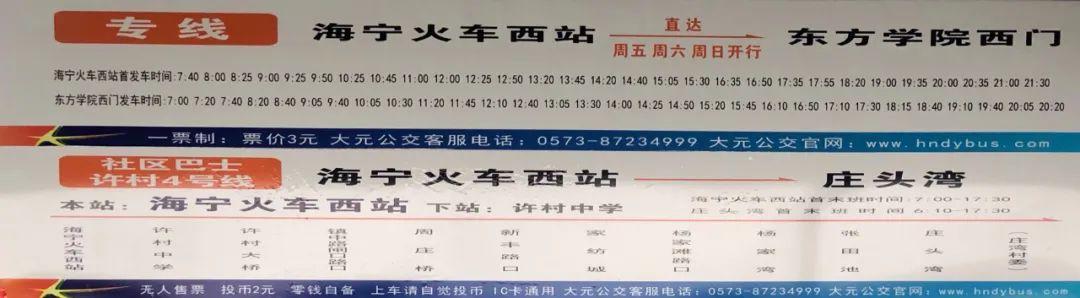 专线
海宁火车西站
直达
周五 周六 周日开行
东方学院西门
海宁火车西站首发车时间:7:40 8:00 8:25 9:00 9:25 9:50 10:25 10:45 11:00 12:00 12:25 12:50 13:20 13:45 14:20 14:40 15:05 15:30 16:35 16:50 17:35 17:55 18:20 19:00 19:35 20:00 20:35 21:00 21:30
东方学院西门发车时间:7:00 7:20 7:40 8:20 8:40 9:05 9:40 10:05 10:30 11:20 11:45 12:10 12:40 13:05 14:00 14:25 14:50 15:20 15:45 16:10 16:50 17:10 17:30 18:15 18:40 19:10 19:40 20:05 20:20
一票制：票价3元 大元公交客服电话：0573-87234999 大元公交官网：www.hndybus.com
社区巴士
许村4号线
海宁火车西站
庄头湾
本站：海宁火车西站 下站：许村中学
海宁火车西站首末班时间:7:00-17:30
庄头湾首末班时间 6:10-17:30
海宁火车西站
许村中学
许村大桥
镇中路闸口路口
周庄桥
新丰路口
家纺城
杨家滩路口
杨家湾
张田池
庄头湾
(庄湾村委)
无人售票 投币2元 零钱自备 上车请自觉投币 IC卡通用 大元公交客服电话：0573-87234999 大元公交官网：www.hndybus.com